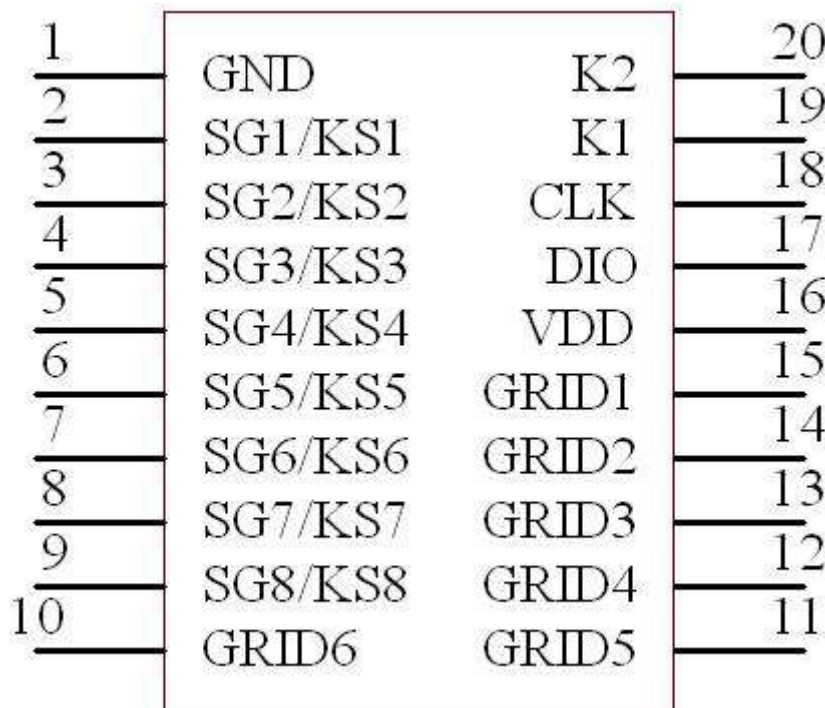 1 GND K2 20
2 SG1/KS1 K1 19
3 SG2/KS2 CLK 18
4 SG3/KS3 DIO 17
5 SG4/KS4 VDD 16
6 SG5/KS5 GRID1 15
7 SG6/KS6 GRID2 14
8 SG7/KS7 GRID3 13
9 SG8/KS8 GRID4 12
10 GRID6 GRID5 11